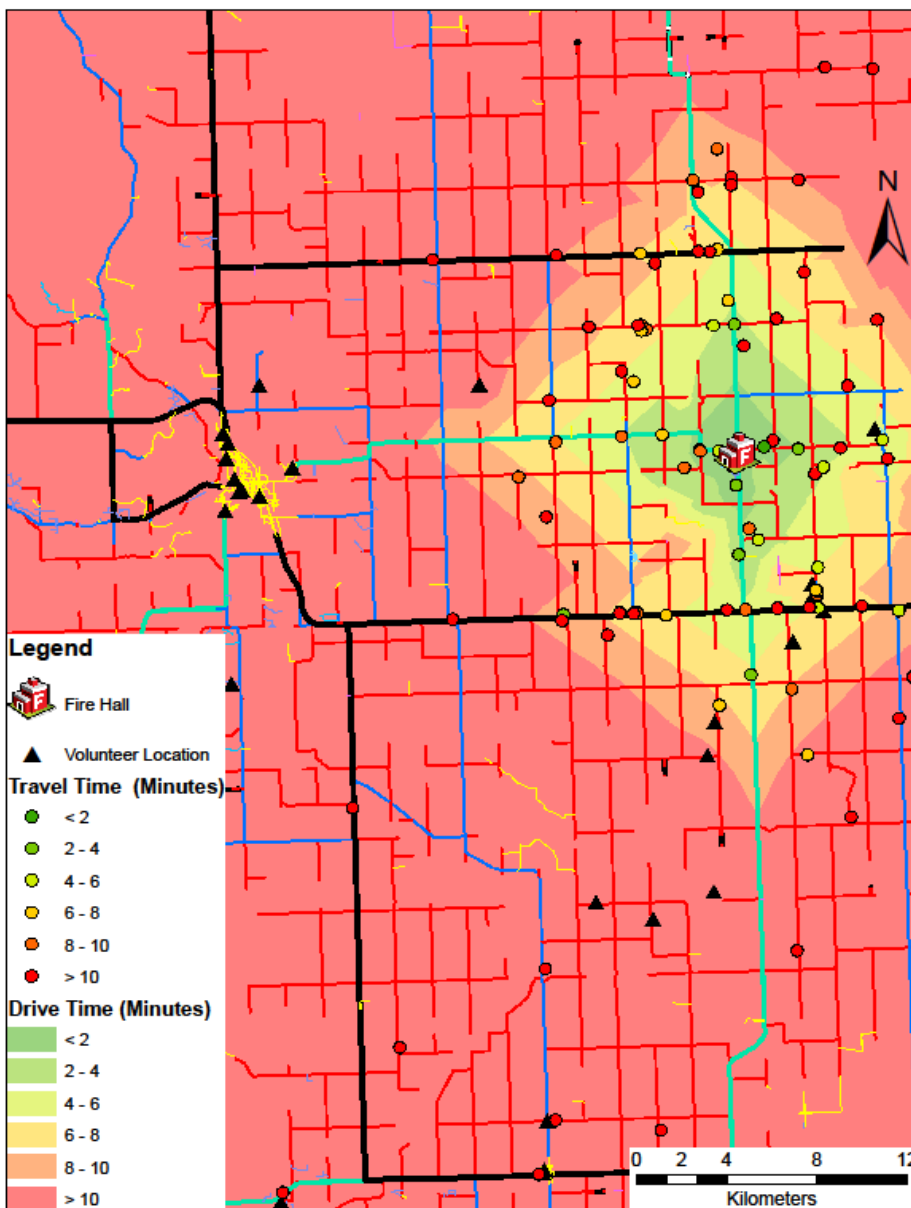 N
Legend
Fire Hall
Volunteer Location
Travel Time (Minutes)
< 2
2 - 4
4 - 6
6 - 8
8 - 10
> 10
Drive Time (Minutes)
< 2
2 - 4
4 - 6
6 - 8
8 - 10
> 10
0 2 4 8 12
Kilometers